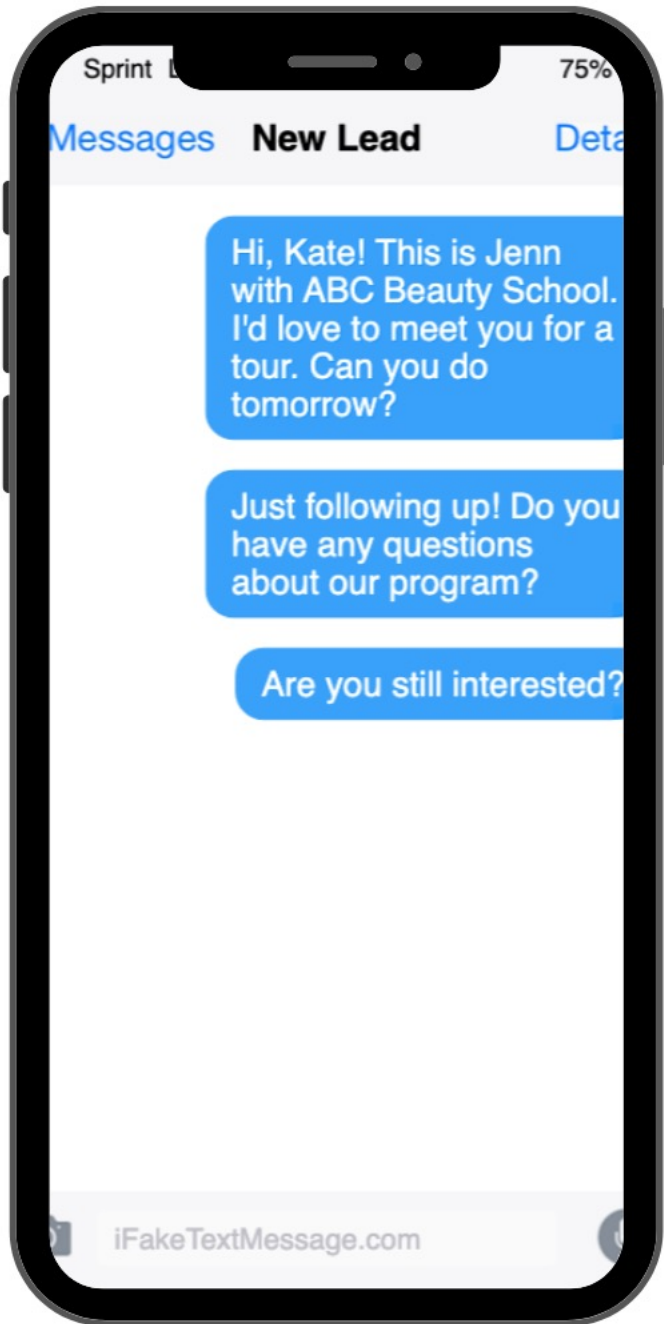 Sprint
75%
Messages New Lead
Hi, Kate! This is Jenn
with ABC Beauty School.
I'd love to meet you for a
tour. Can you do
tomorrow?
Just following up! Do you
have any questions
about our program?
Are you still interested?
iFakeTextMessage.com